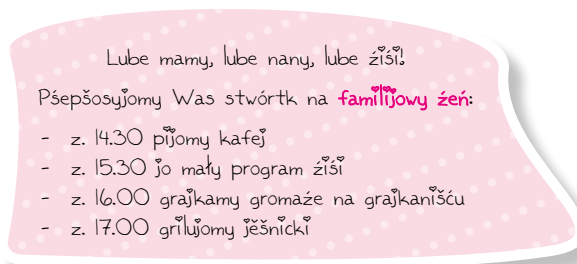 Lube mamy, lube nany, lube źiśi!
Pśepšosyjomy Was stwórtk na familijowy źeń:
- z. 14.30 pijomy kafej
- z. 15.30 jo mały program źiśi
- z. 16.00 grajkamy gromaźe na grajkanišću
- z. 17.00 grilujomy jěšnicki